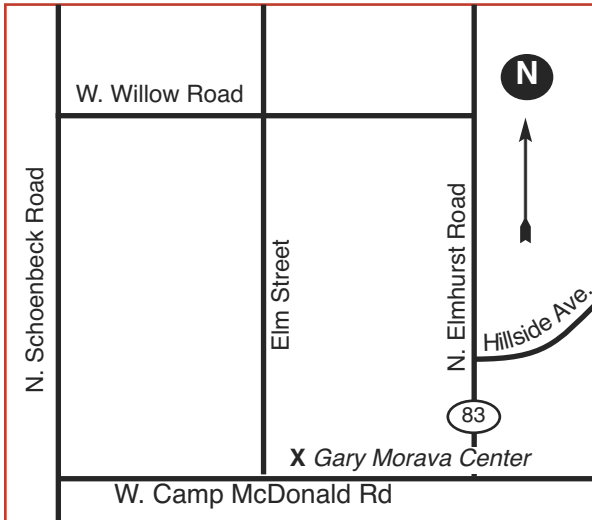 N
W. Willow Road
N. Schoenbeck Road
Elm Street
N. Elmhurst Road
Hillside Ave.
83
X Gary Morava Center
W. Camp McDonald Rd